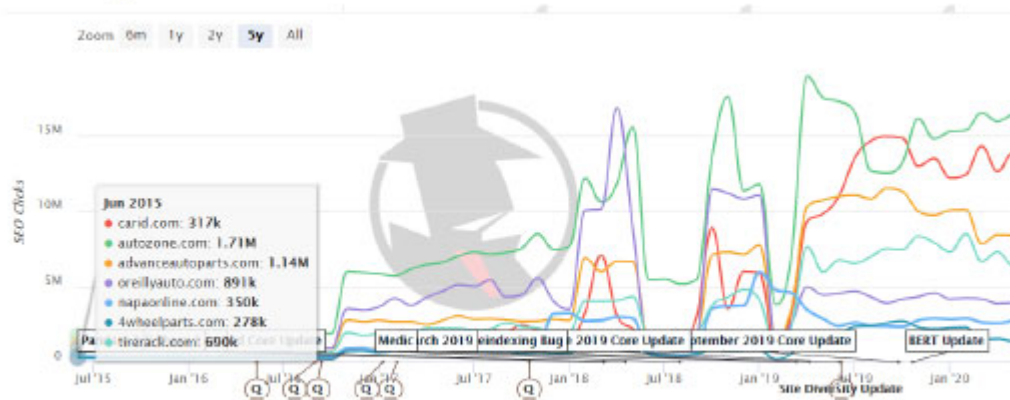 Zoom 6m 1y 2y 5y All
15M
10M
5M
0
SEO Clicks
Jun 2015
carid.com: 317k
autozone.com: 1.71M
advanceautoparts.com: 1.14M
oreillyauto.com: 891k
napaonline.com: 350k
4wheelparts.com: 278k
tirerack.com: 690k
Pa Core Update Medic rch 2019 eindexing Bug e 2019 Core Update ptember 2019 Core Update BERT Update
Jul '15 Jan '16 Jul '17 Jan '18 Jul '18 Jan '19 Jul '19 Jan '20
Q Q Q Q Q Q
Site Diversity Update